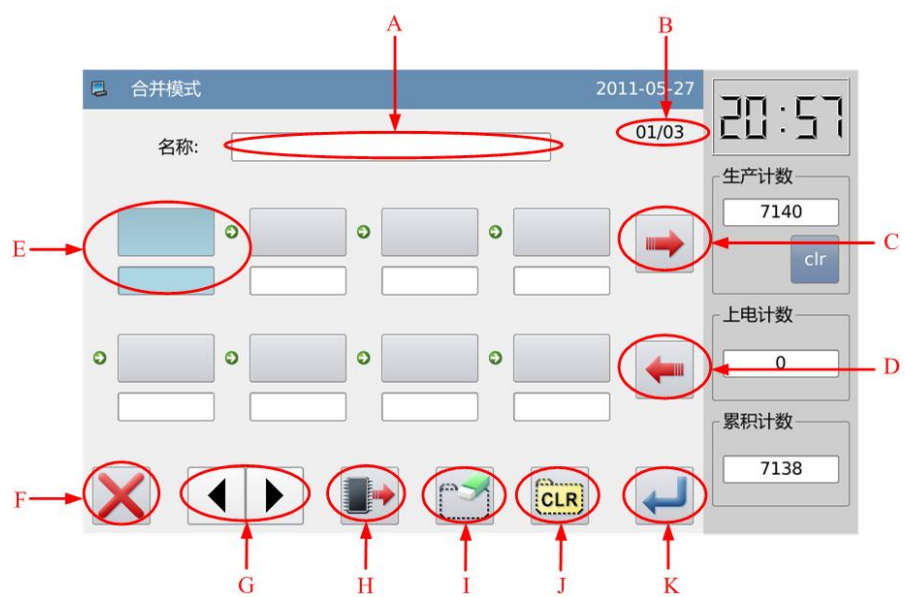 A
B
合并模式
2011-05-27
20:57
名称:
01/03
生产计数
7140
clr
E
C
上电计数
0
D
累积计数
7138
F
CLR
G
H
I
J
K